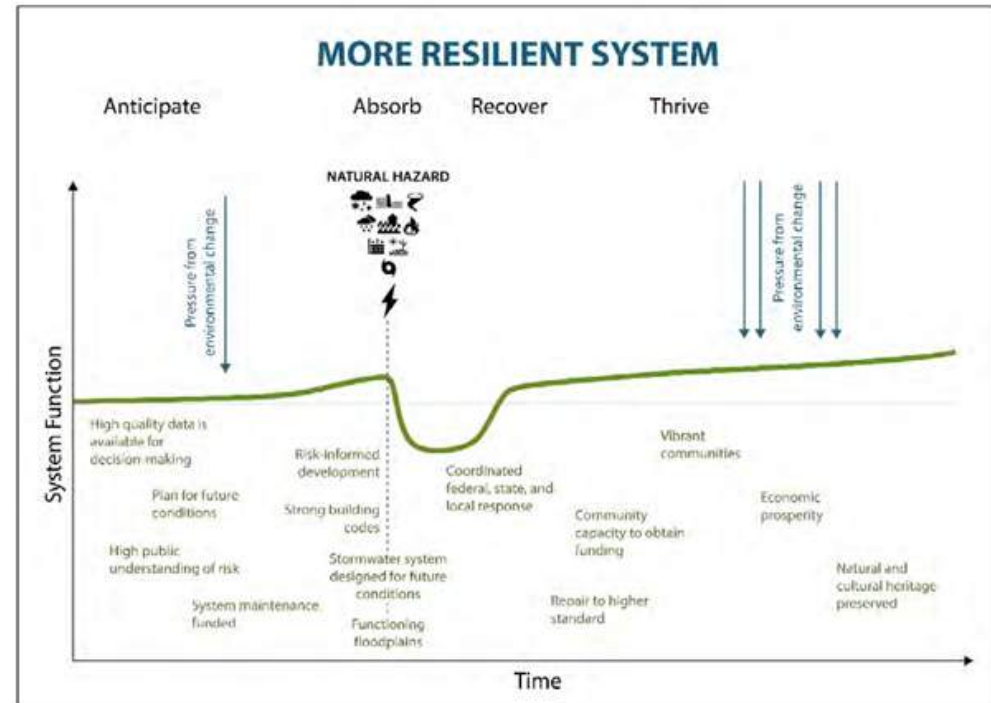 MORE RESILIENT SYSTEM
Anticipate
Absorb
Recover
Thrive
NATURAL HAZARD
Pressure from
environmental change
Pressure from
environmental change
System Function
High quality data is
available for
decision-making
Plan for future
conditions
High public
understanding of risk
System maintenance
funded
Risk-informed
development
Strong building
codes
Stormwater system
designed for future
conditions
Functioning
floodplains
Coordinated
federal, state, and
local response
Community
capacity to obtain
funding
Repair to higher
standard
Vibrant
communities
Economic
prosperity
Natural and
cultural heritage
preserved
Time